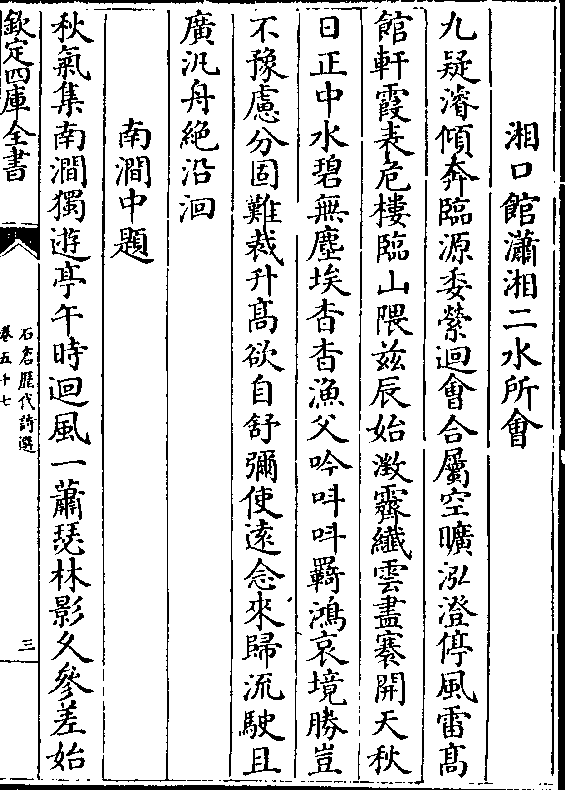 湘口館瀟湘二水所會
九疑濬傾奔臨源委縈迴會合屬空曠泓澄停風雷髙
館軒霞表危樓臨山隈兹辰始澂霽纖雲盡褰開天秋
日正中水碧無塵埃杳杳漁父吟呌呌羇鴻哀境勝豈
不豫慮分固難裁升髙欲自舒彌使遠念來歸流駛且
廣汎舟絶沿洄
南澗中題
秋氣集南澗獨遊亭午時迴風一蕭瑟林影乆參差始
欽定四庫全書
石倉歷代詩選
卷五十七
三